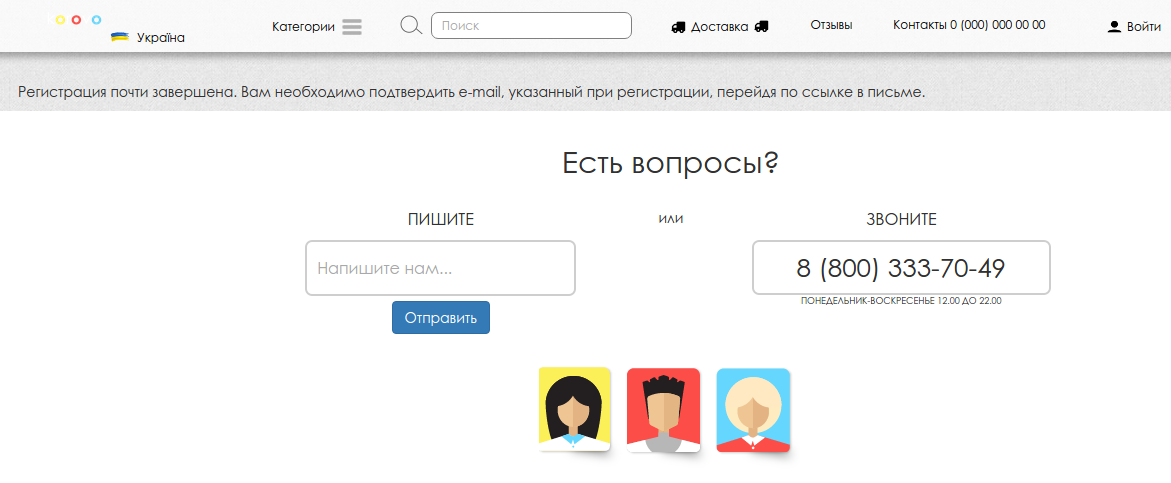 Україна
Категории
Поиск
Доставка
Отзывы
Контакты 0 (000) 000 00 00
Войти
Регистрация почти завершена. Вам необходимо подтвердить e-mail, указанный при регистрации, перейдя по ссылке в письме.
Есть вопросы?
ПИШИТЕ
или
ЗВОНИТЕ
Напишите нам...
8 (800) 333-70-49
ПОНЕДЕЛЬНИК-ВОСКРЕСЕНЬЕ 12.00 ДО 22.00
Отправить